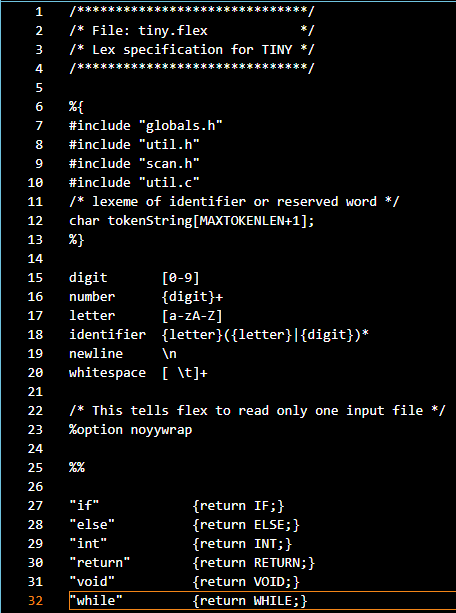 1 /******************************/
2 /* File: tiny.flex            */
3 /* Lex specification for TINY */
4 /******************************/
5
6 %{
7 #include "globals.h"
8 #include "util.h"
9 #include "scan.h"
10 #include "util.c"
11 /* lexeme of identifier or reserved word */
12 char tokenString[MAXTOKENLEN+1];
13 %}
14
15 digit       [0-9]
16 number      {digit}+
17 letter      [a-zA-Z]
18 identifier  {letter}({letter}|{digit})*
19 newline     \n
20 whitespace  [ \t]+
21
22 /* This tells flex to read only one input file */
23 %option noyywrap
24
25 %%
26
27 "if"            {return IF;}
28 "else"          {return ELSE;}
29 "int"           {return INT;}
30 "return"        {return RETURN;}
31 "void"          {return VOID;}
32 "while"         {return WHILE;}